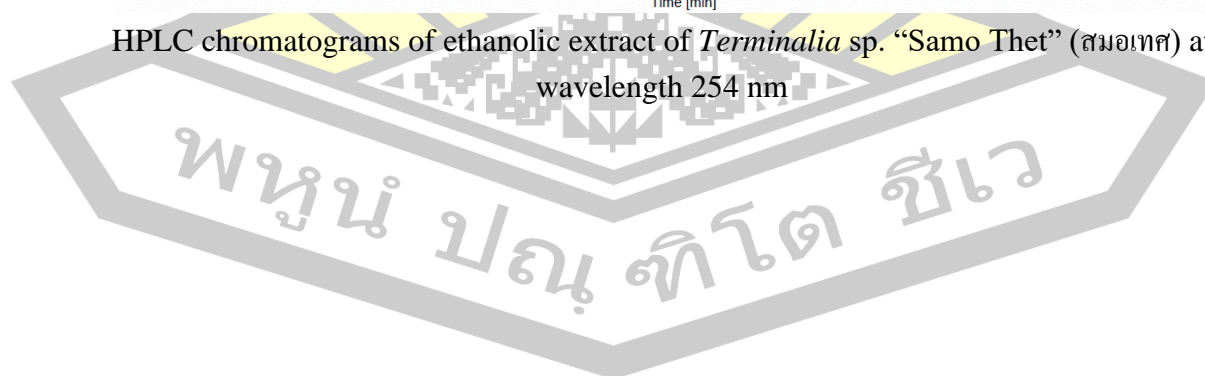 Time [min]
HPLC chromatograms of ethanolic extract of Terminalia sp. “Samo Thet” (สมอเทศ) a
wavelength 254 nm
พหูนํ ปณฺฑิโต ชีเว